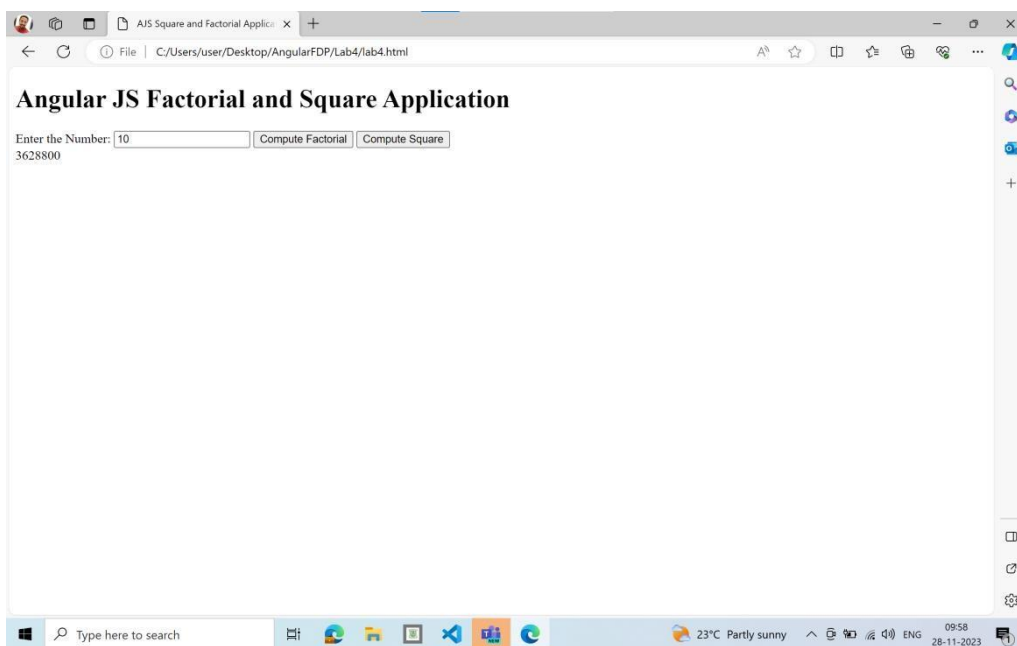 AJS Square and Factorial Applica
File | C:/Users/user/Desktop/AngularFDP/Lab4/lab4.html
Angular JS Factorial and Square Application
Enter the Number: 10 Compute Factorial Compute Square
3628800
Type here to search
23°C Partly sunny
ENG
09:58
28-11-2023